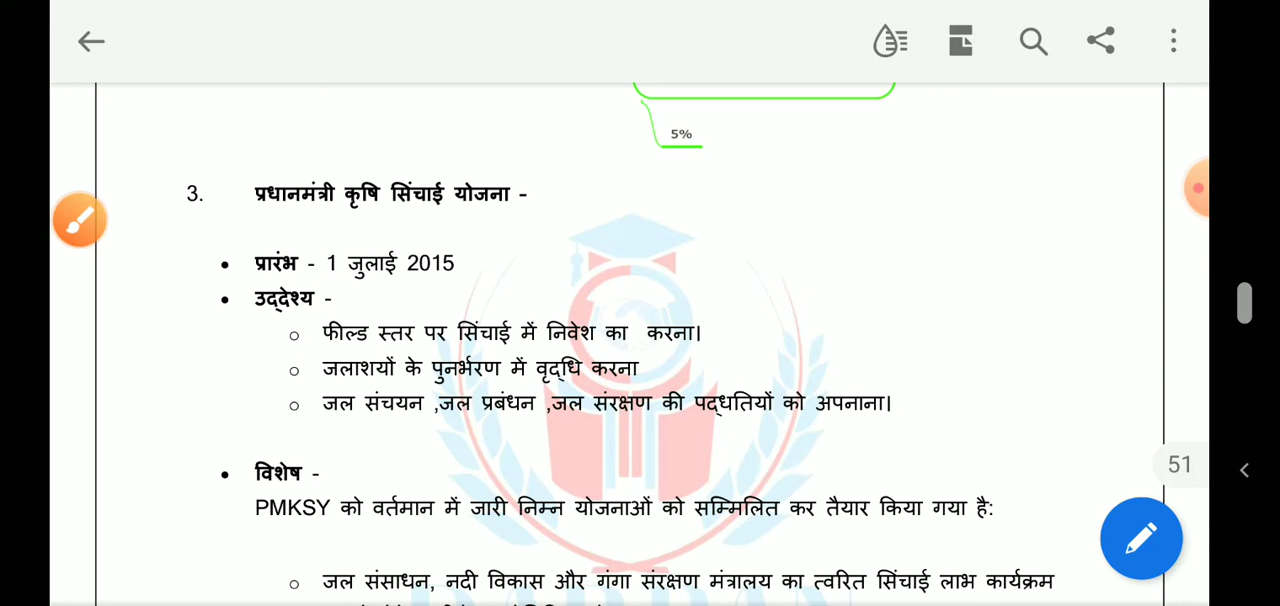 5%
3. प्रधानमंत्री कृषि सिंचाई योजना -
• प्रारंभ - 1 जुलाई 2015
• उद्देश्य -
o फील्ड स्तर पर सिंचाई में निवेश का करना।
o जलाशयों के पुनर्भरण में वृद्धि करना
o जल संचयन ,जल प्रबंधन ,जल संरक्षण की पद्धतियों को अपनाना।
• विशेष -
51
PMKSY को वर्तमान में जारी निम्न योजनाओं को सम्मिलित कर तैयार किया गया है:
o जल संसाधन, नदी विकास और गंगा संरक्षण मंत्रालय का त्वरित सिंचाई लाभ कार्यक्रम